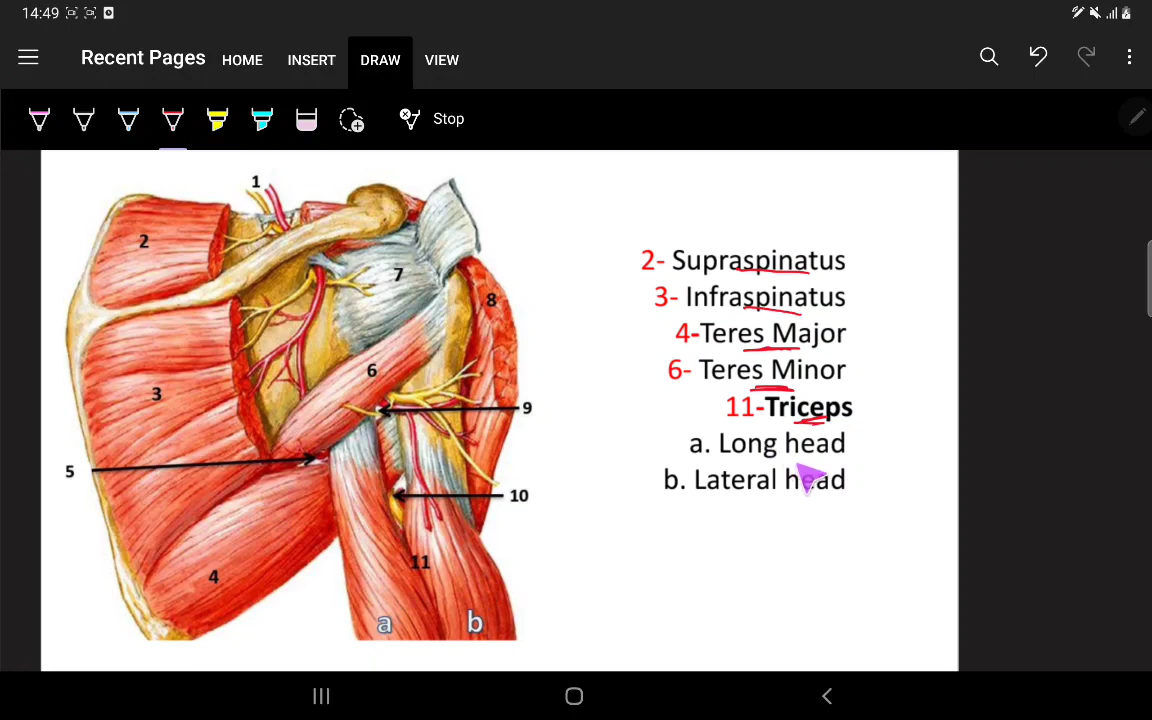 14:49
Recent Pages HOME INSERT DRAW VIEW
Stop
1
2
7
8
3
6
9
5
10
4
11
a b
2- Supraspinatus
3- Infraspinatus
4-Teres Major
6- Teres Minor
11-Triceps
a. Long head
b. Lateral head